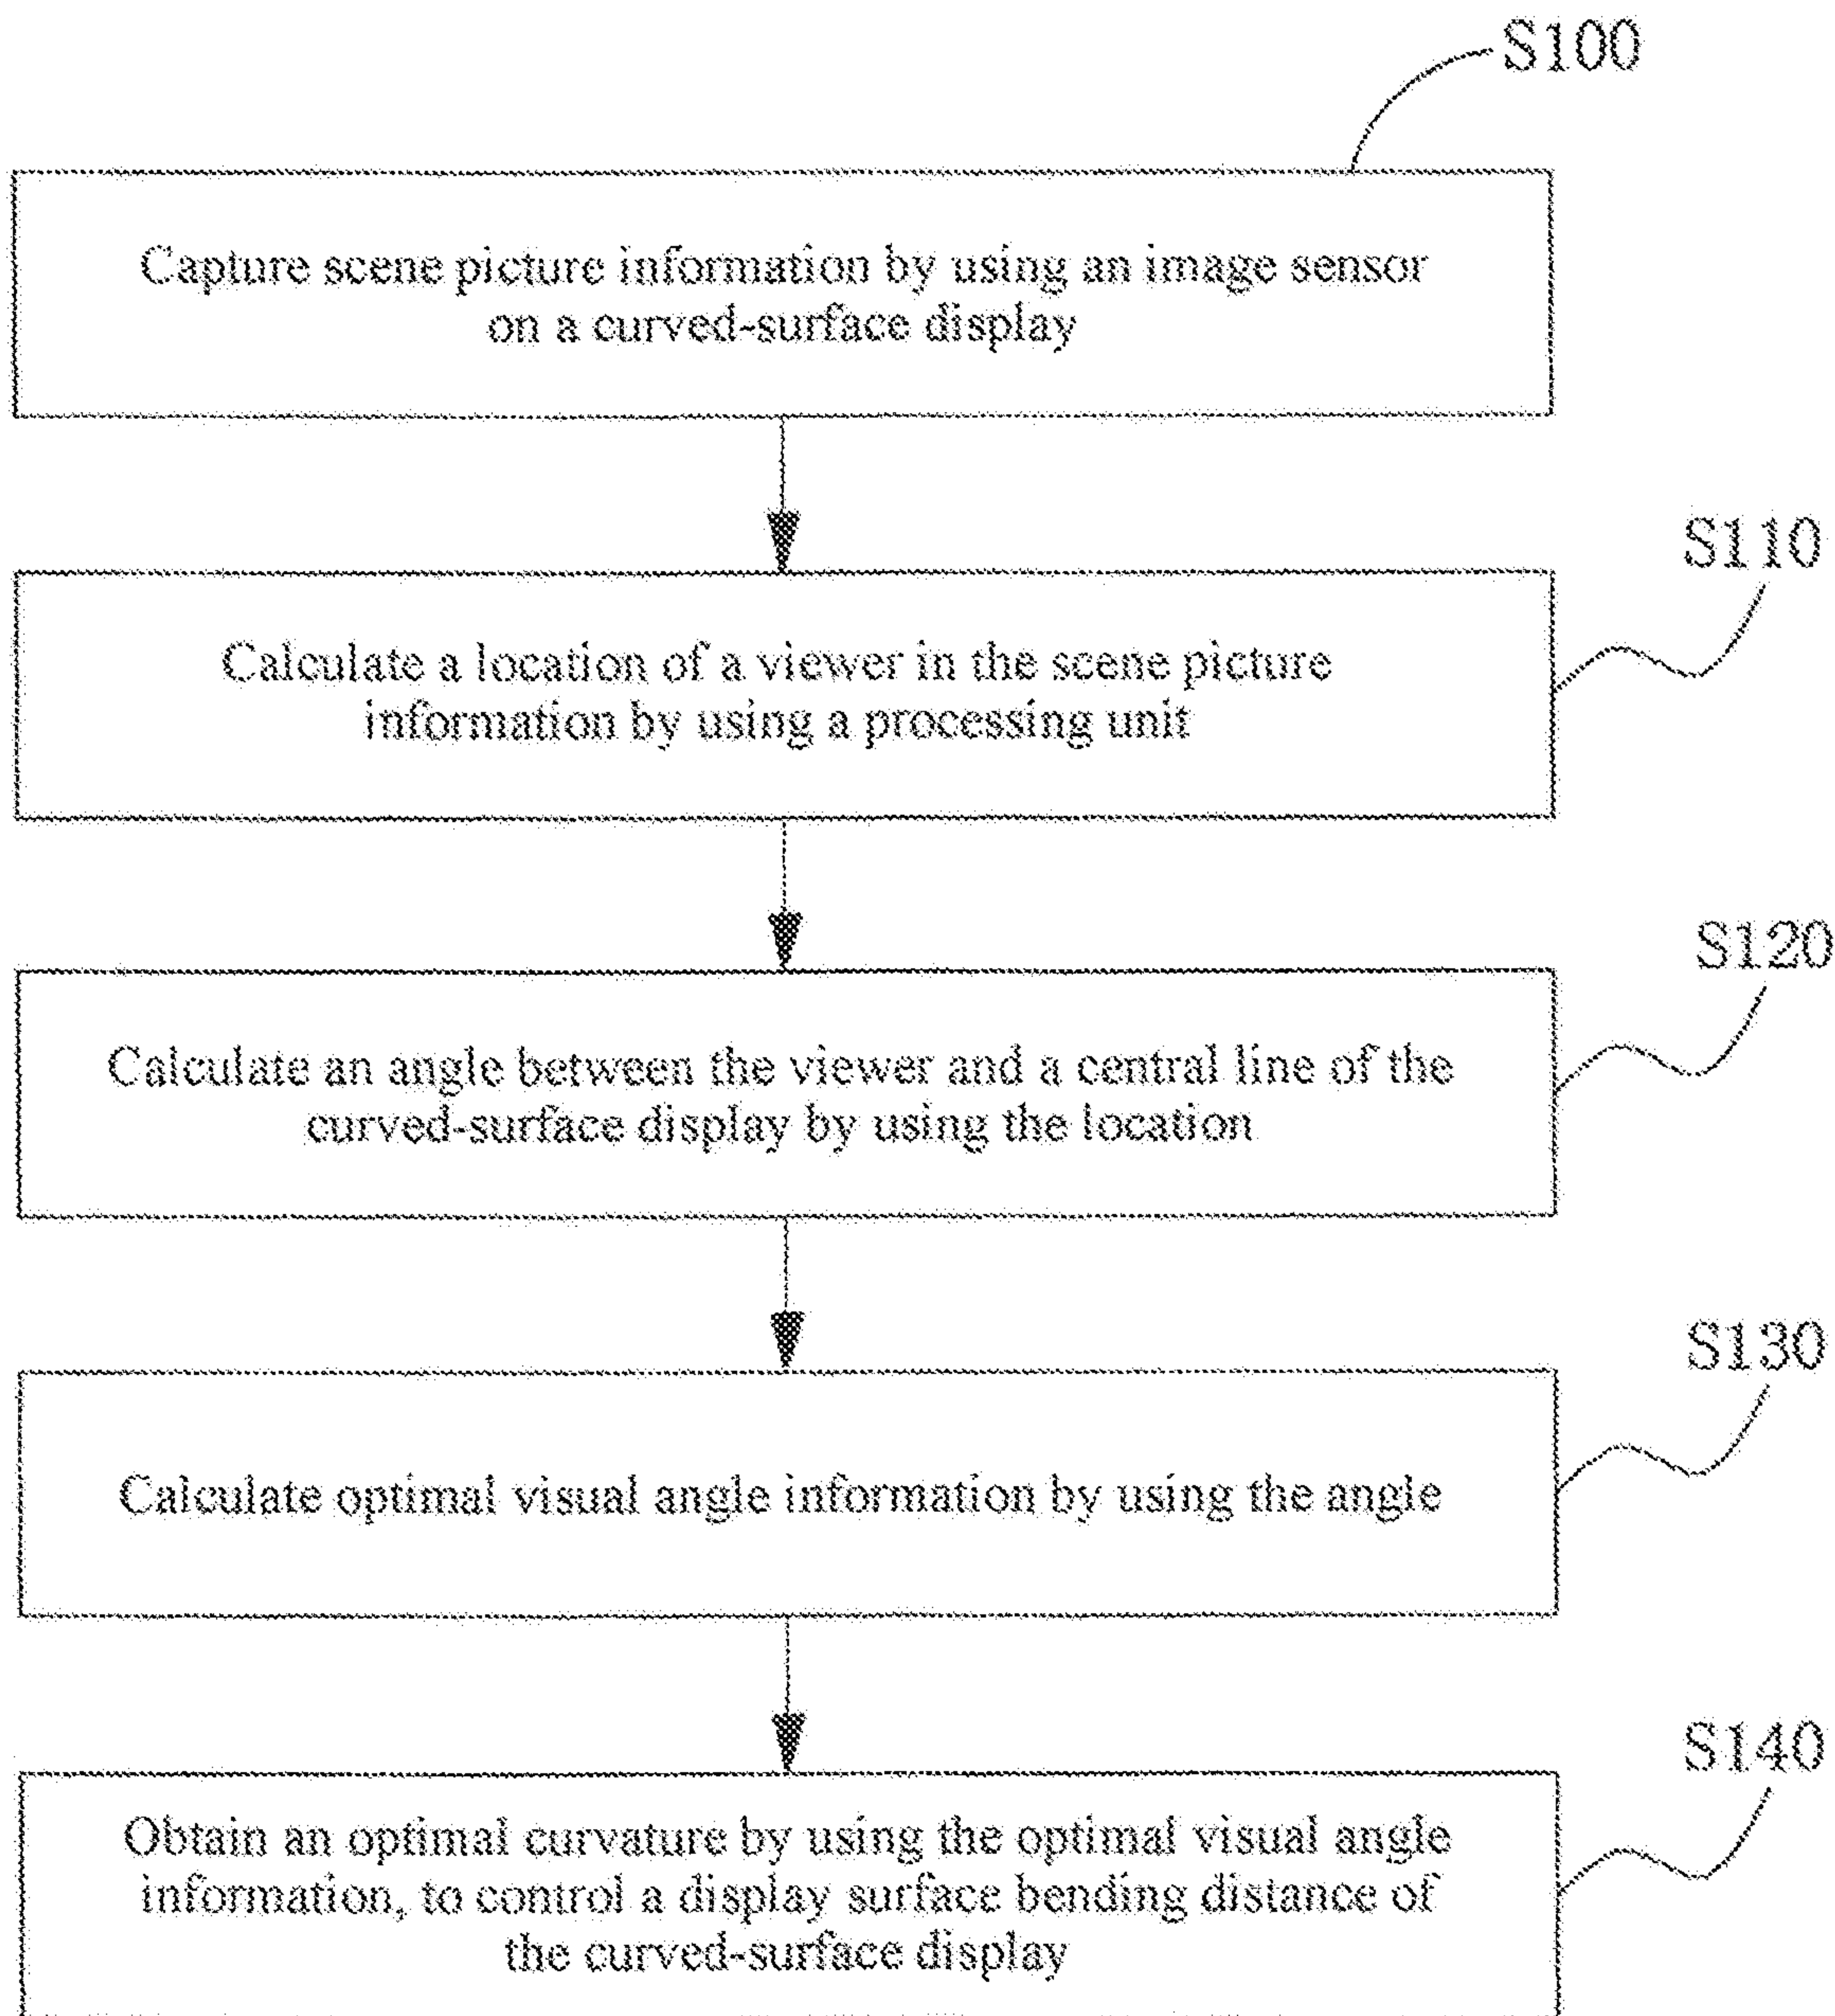 S100
Capture scene picture information by using an image sensor
on a curved-surface display
S110
Calculate a location of a viewer in the scene picture
information by using a processing unit
S120
Calculate an angle between the viewer and a central line of the
curved-surface display by using the location
S130
Calculate optimal visual angle information by using the angle
S140
Obtain an optimal curvature by using the optimal visual angle
information, to control a display surface bending distance of
the curved-surface display